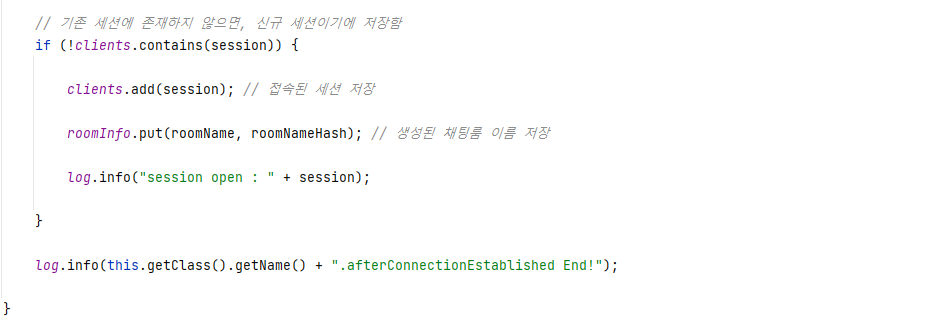 // 기존 세션에 존재하지 않으면, 신규 세션이기에 저장함
if (!clients.contains(session)) {
clients.add(session); // 접속된 세션 저장
roomInfo.put(roomName, roomNameHash); // 생성된 채팅룸 이름 저장
log.info("session open : " + session);
}
log.info(this.getClass().getName() + ".afterConnectionEstablished End!");
}